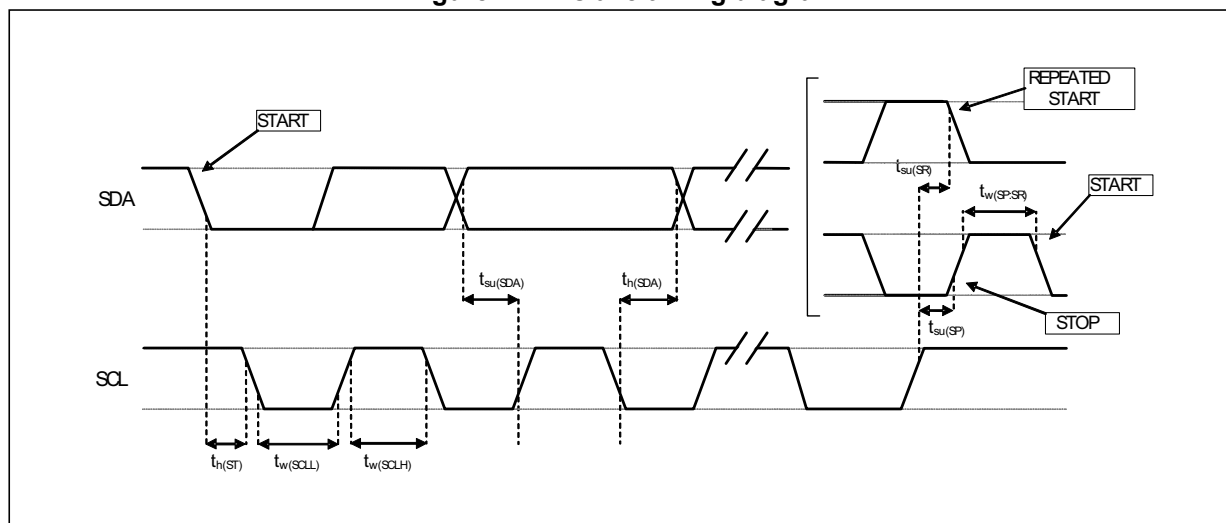 REPEATED
START
START
t_su(SR)
START
t_w(SP:SR)
SDA
t_su(SDA)
t_h(SDA)
t_su(SP)
STOP
SCL
t_h(ST)
t_w(SCLL)
t_w(SCLH)